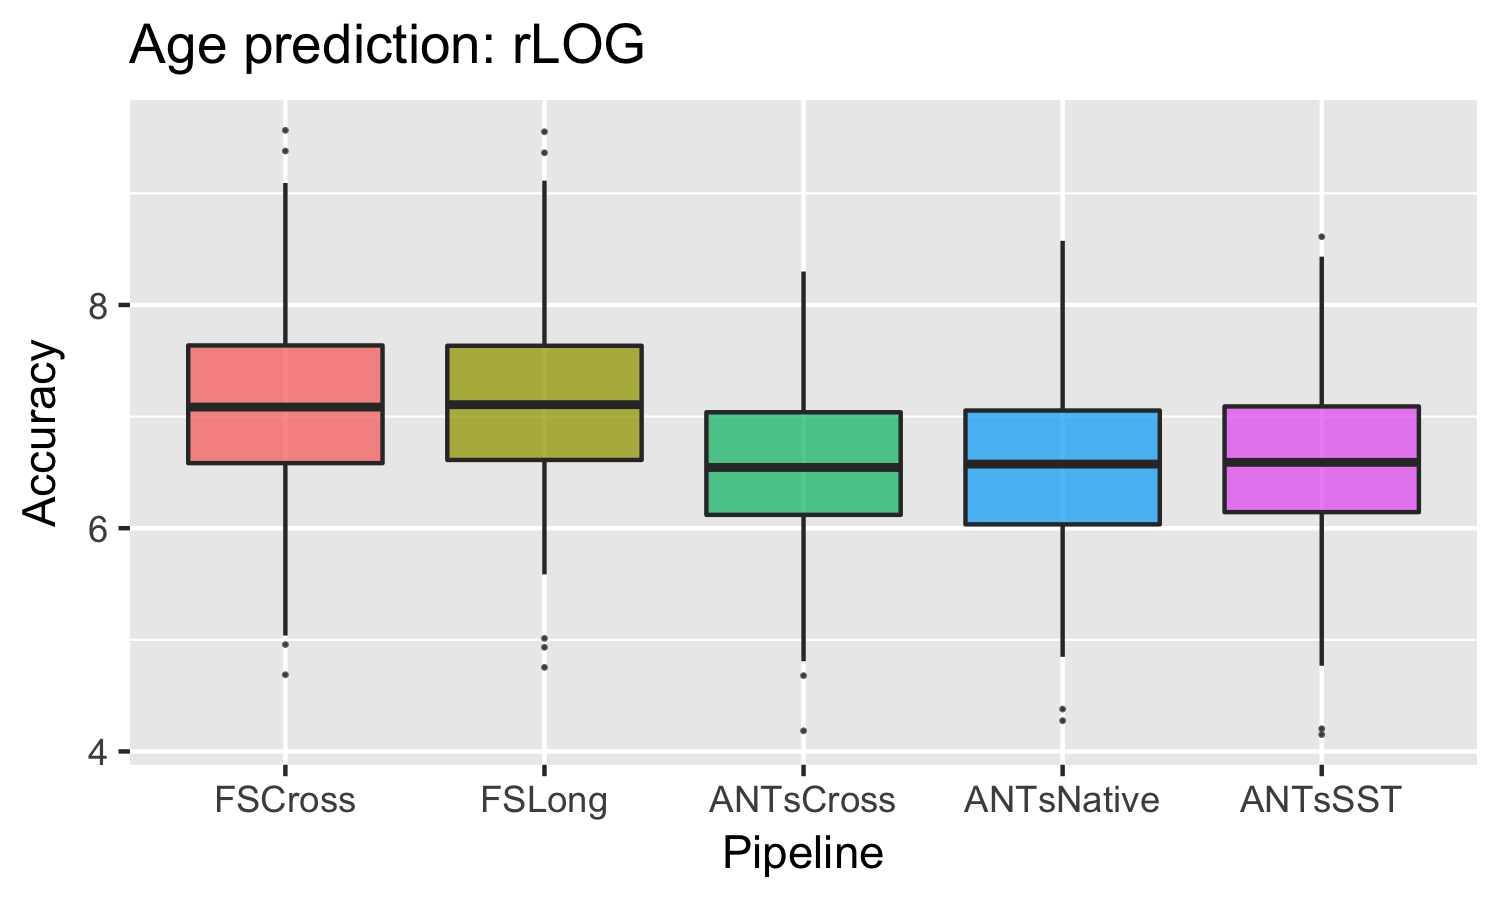 Age prediction: rLOG
Accuracy
8
6
4
FSCross FSLong ANTsCross ANTsNative ANTsSST
Pipeline